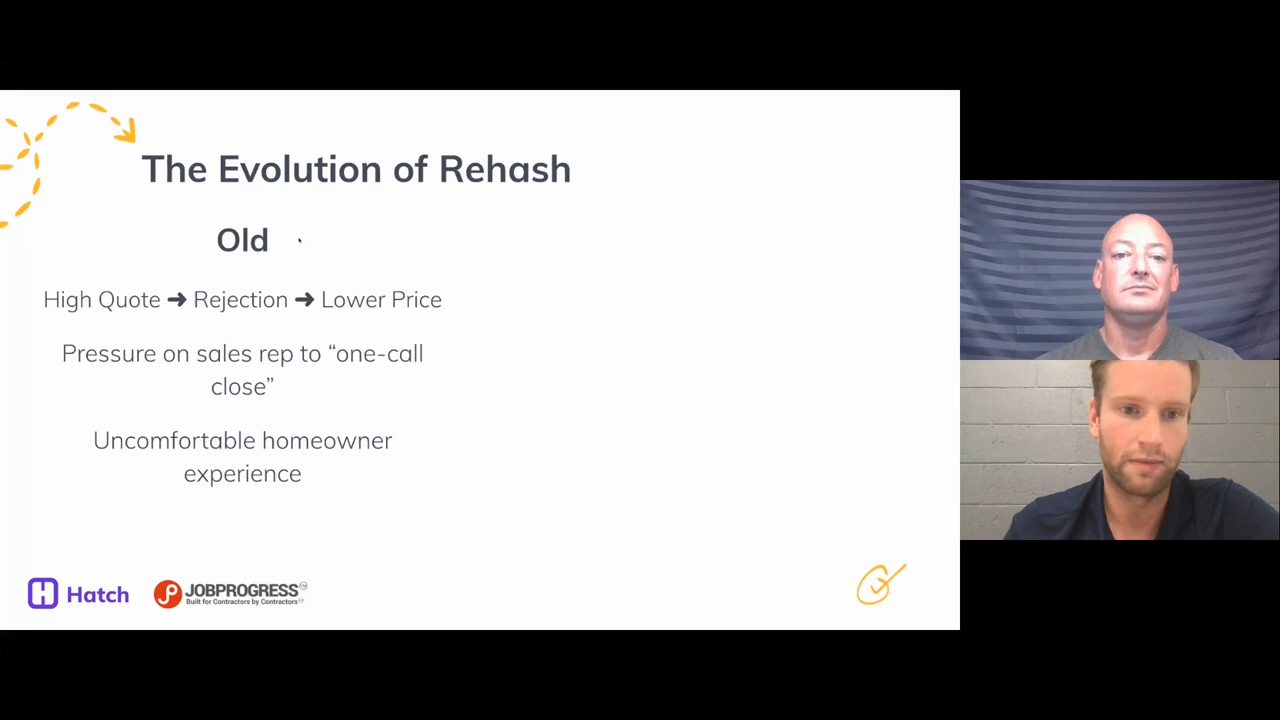 The Evolution of Rehash
Old
High Quote ➜ Rejection ➜ Lower Price
Pressure on sales rep to “one-call
close”
Uncomfortable homeowner
experience
Hatch
JOBPROGRESS
Built for Contractors by Contractors